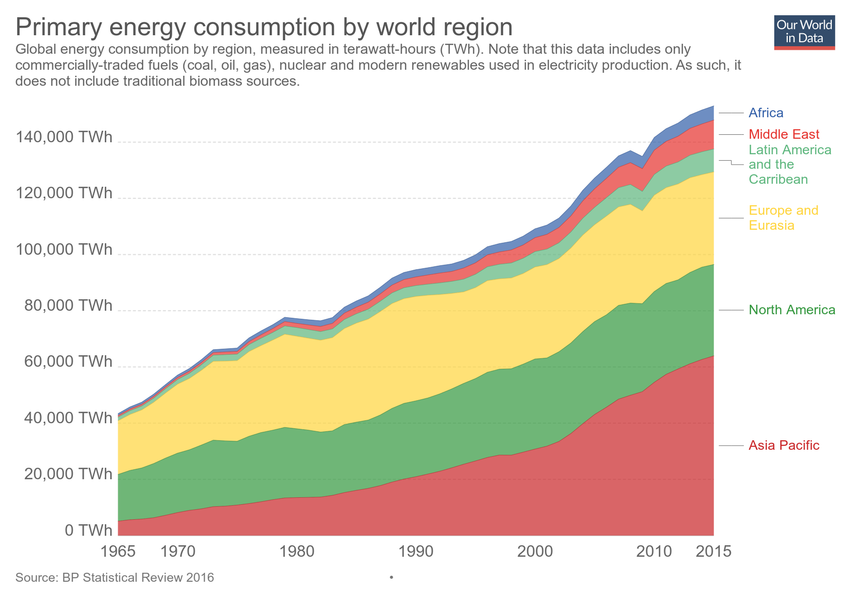 Primary energy consumption by world region
Our World
in Data
Global energy consumption by region, measured in terawatt-hours (TWh). Note that this data includes only
commercially-traded fuels (coal, oil, gas), nuclear and modern renewables used in electricity production. As such, it
does not include traditional biomass sources.
140,000 TWh
120,000 TWh
100,000 TWh
80,000 TWh
60,000 TWh
40,000 TWh
20,000 TWh
0 TWh
Africa
Middle East
Latin America
and the
Carribean
Europe and
Eurasia
North America
Asia Pacific
1965 1970 1980 1990 2000 2010 2015
Source: BP Statistical Review 2016